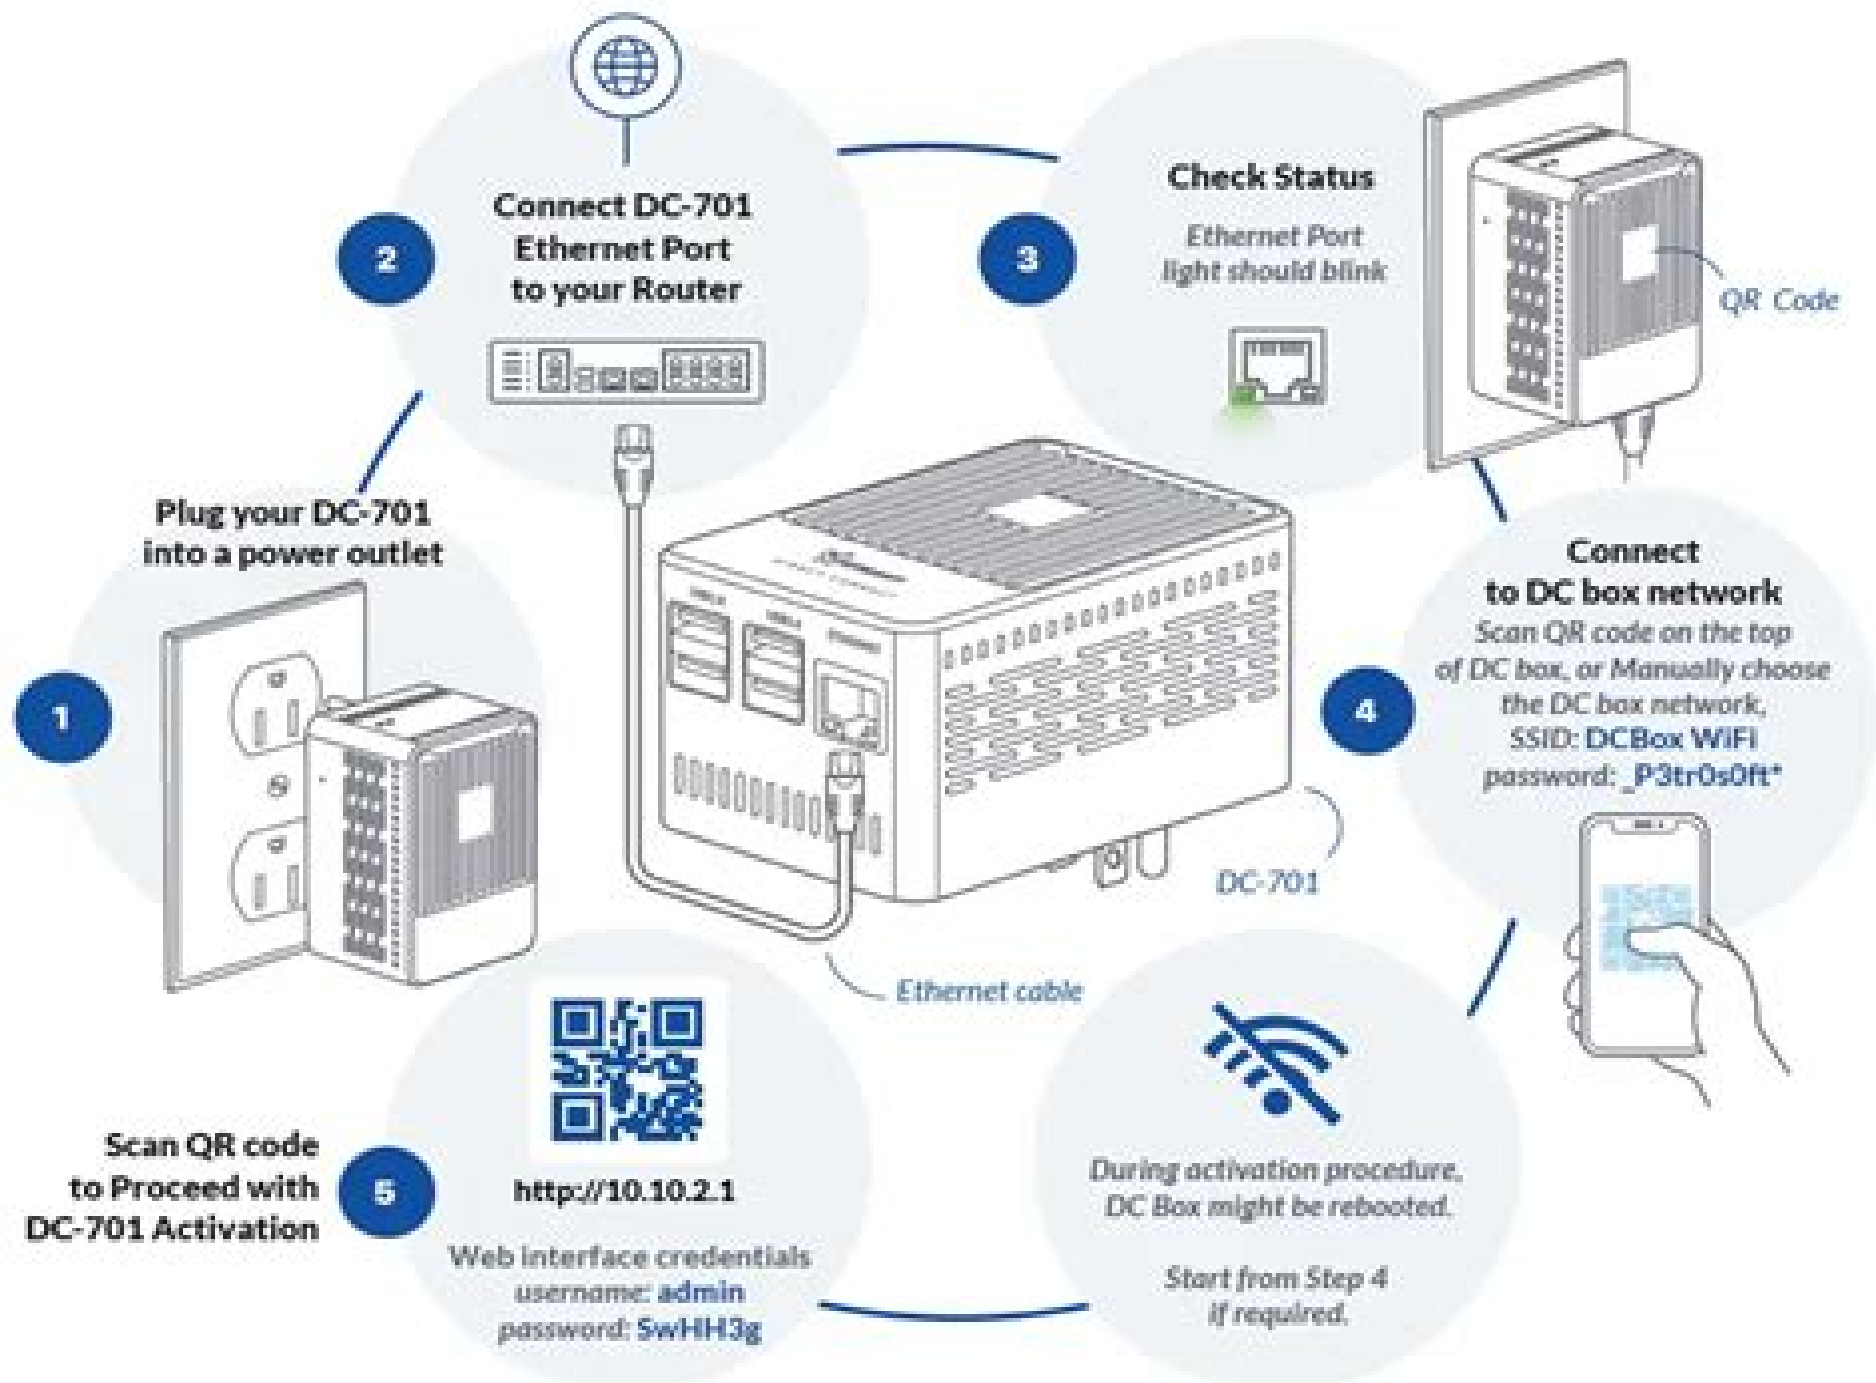 1
Plug your DC-701
into a power outlet
2
Connect DC-701
Ethernet Port
to your Router
3
Check Status
Ethernet Port
light should blink
QR Code
4
Connect
to DC box network
Scan QR code on the top
of DC box, or Manually choose
the DC box network,
SSID: DCBox WiFi
password: _P3tr0s0ft*
DC-701
Ethernet cable
ETHERNET
During activation procedure,
DC Box might be rebooted.
Start from Step 4
if required.
5
Scan QR code
to Proceed with
DC-701 Activation
http://10.10.2.1
Web interface credentials
username: admin
password: SwHH3g